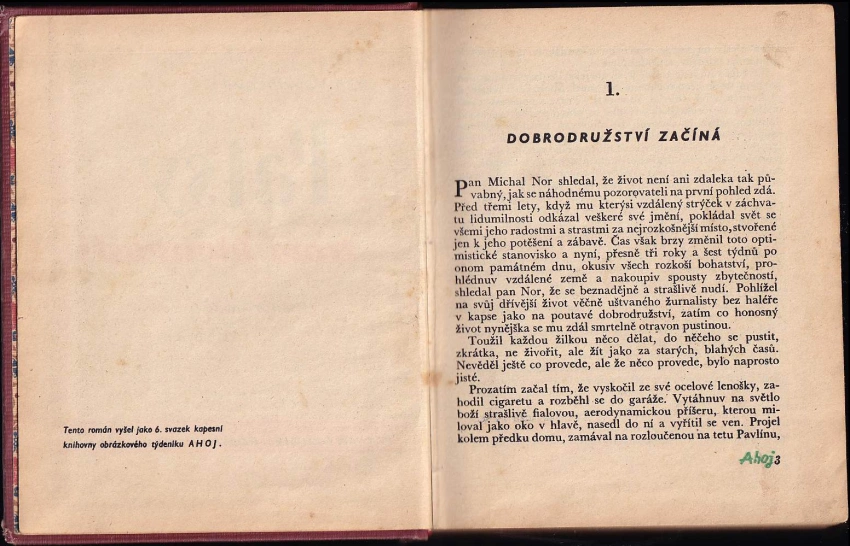 Tento román vyšel jako 6. svazek kapesní
knihovny obrázkového týdeníku AHOJ.
1.
DOBRODRUŽSTVÍ ZAČÍNÁ
Pan Michal Nor shledal, že život není ani zdaleka tak pů-
vabný, jak se náhodnému pozorovateli na první pohled zdá.
Před třemi lety, když mu kterýsi vzdálený strýček v záchva-
tu lidumilnosti odkázal veškeré své jmění, pokládal svět se
všemi jeho radostmi a strastmi za nejrozkošnější místo, stvořené
jen k jeho potěšení a zábavě. Čas však brzy změnil toto opti-
mistické stanovisko a nyní, přesně tři roky a šest týdnů po
onom památném dnu, okusiv všech rozkoší bohatství, pro-
hlédnuv vzdálené země a nakoupiv spousty zbytečností,
shledal pan Nor, že se beznadějně a strašlivě nudí. Pohlížel
na svůj dřívější život věčně uštvaného žurnalisty bez haléře
v kapse jako na poutavé dobrodružství, zatím co honosný
život nynějška se mu zdál smrtelně otravon pustinou.
Toužil každou žilkou něco dělat, do něčeho se pustit,
zkrátka, ne živořit, ale žít jako za starých, blahých časů.
Nevěděl ještě co provede, ale že něco provede, bylo naprosto
jisté.
Prozatím začal tím, že vyskočil ze své ocelové lenošky, za-
hodil cigaretu a rozběhl se do garáže. Vytáhnuv na světlo
boží strašlivě fialovou, aerodynamickou příšeru, kterou mi-
loval jako oko v hlavě, nasedl do ní a vyřítil se ven. Projel
kolem předku domu, zamával na rozloučenou na tetu Pavlínu,
Ahoj 3